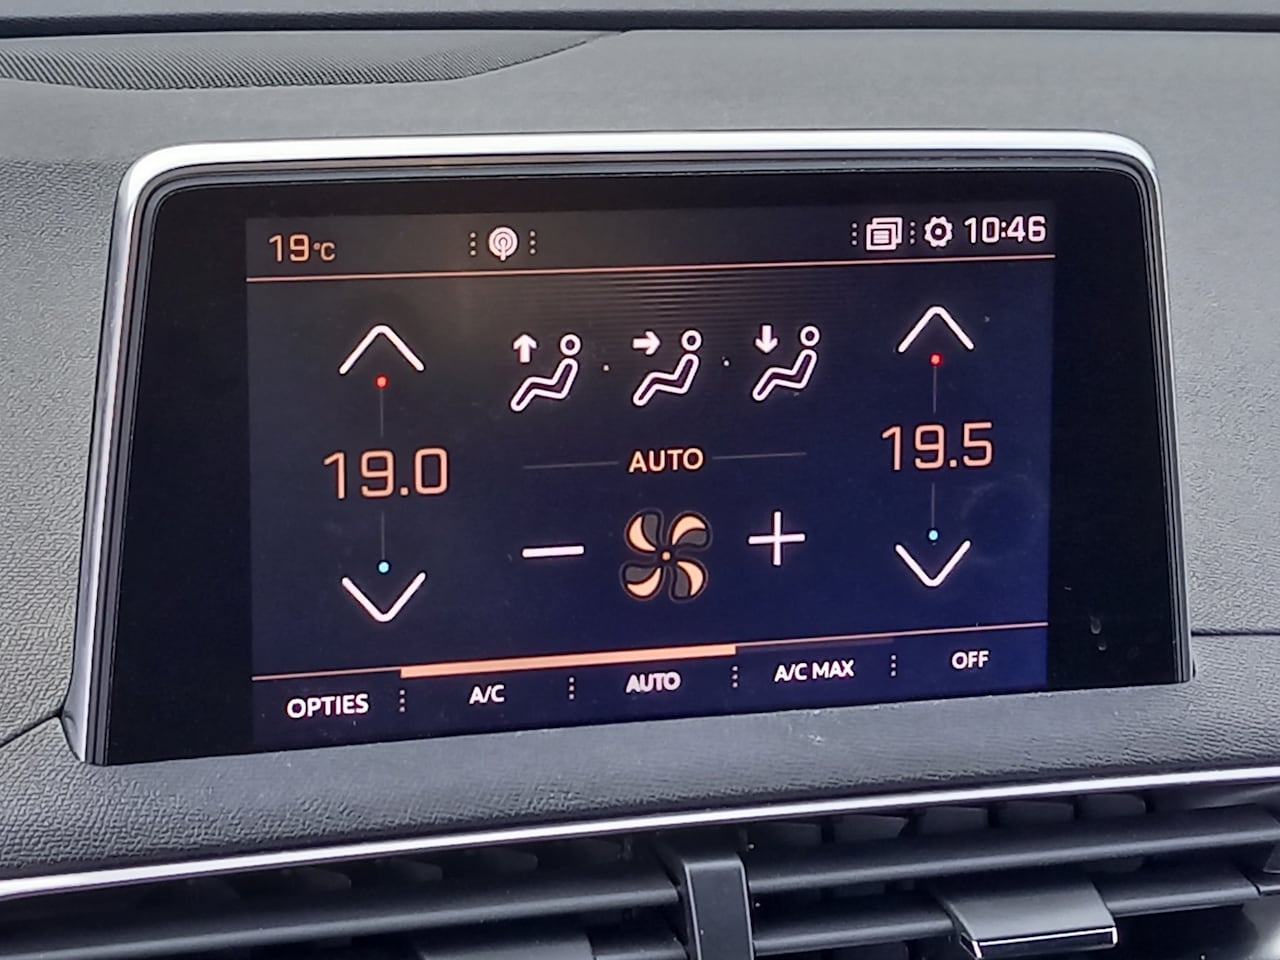 19°C
10:46
19.0
19.5
AUTO
OPTIES
A/C
AUTO
A/C MAX
OFF